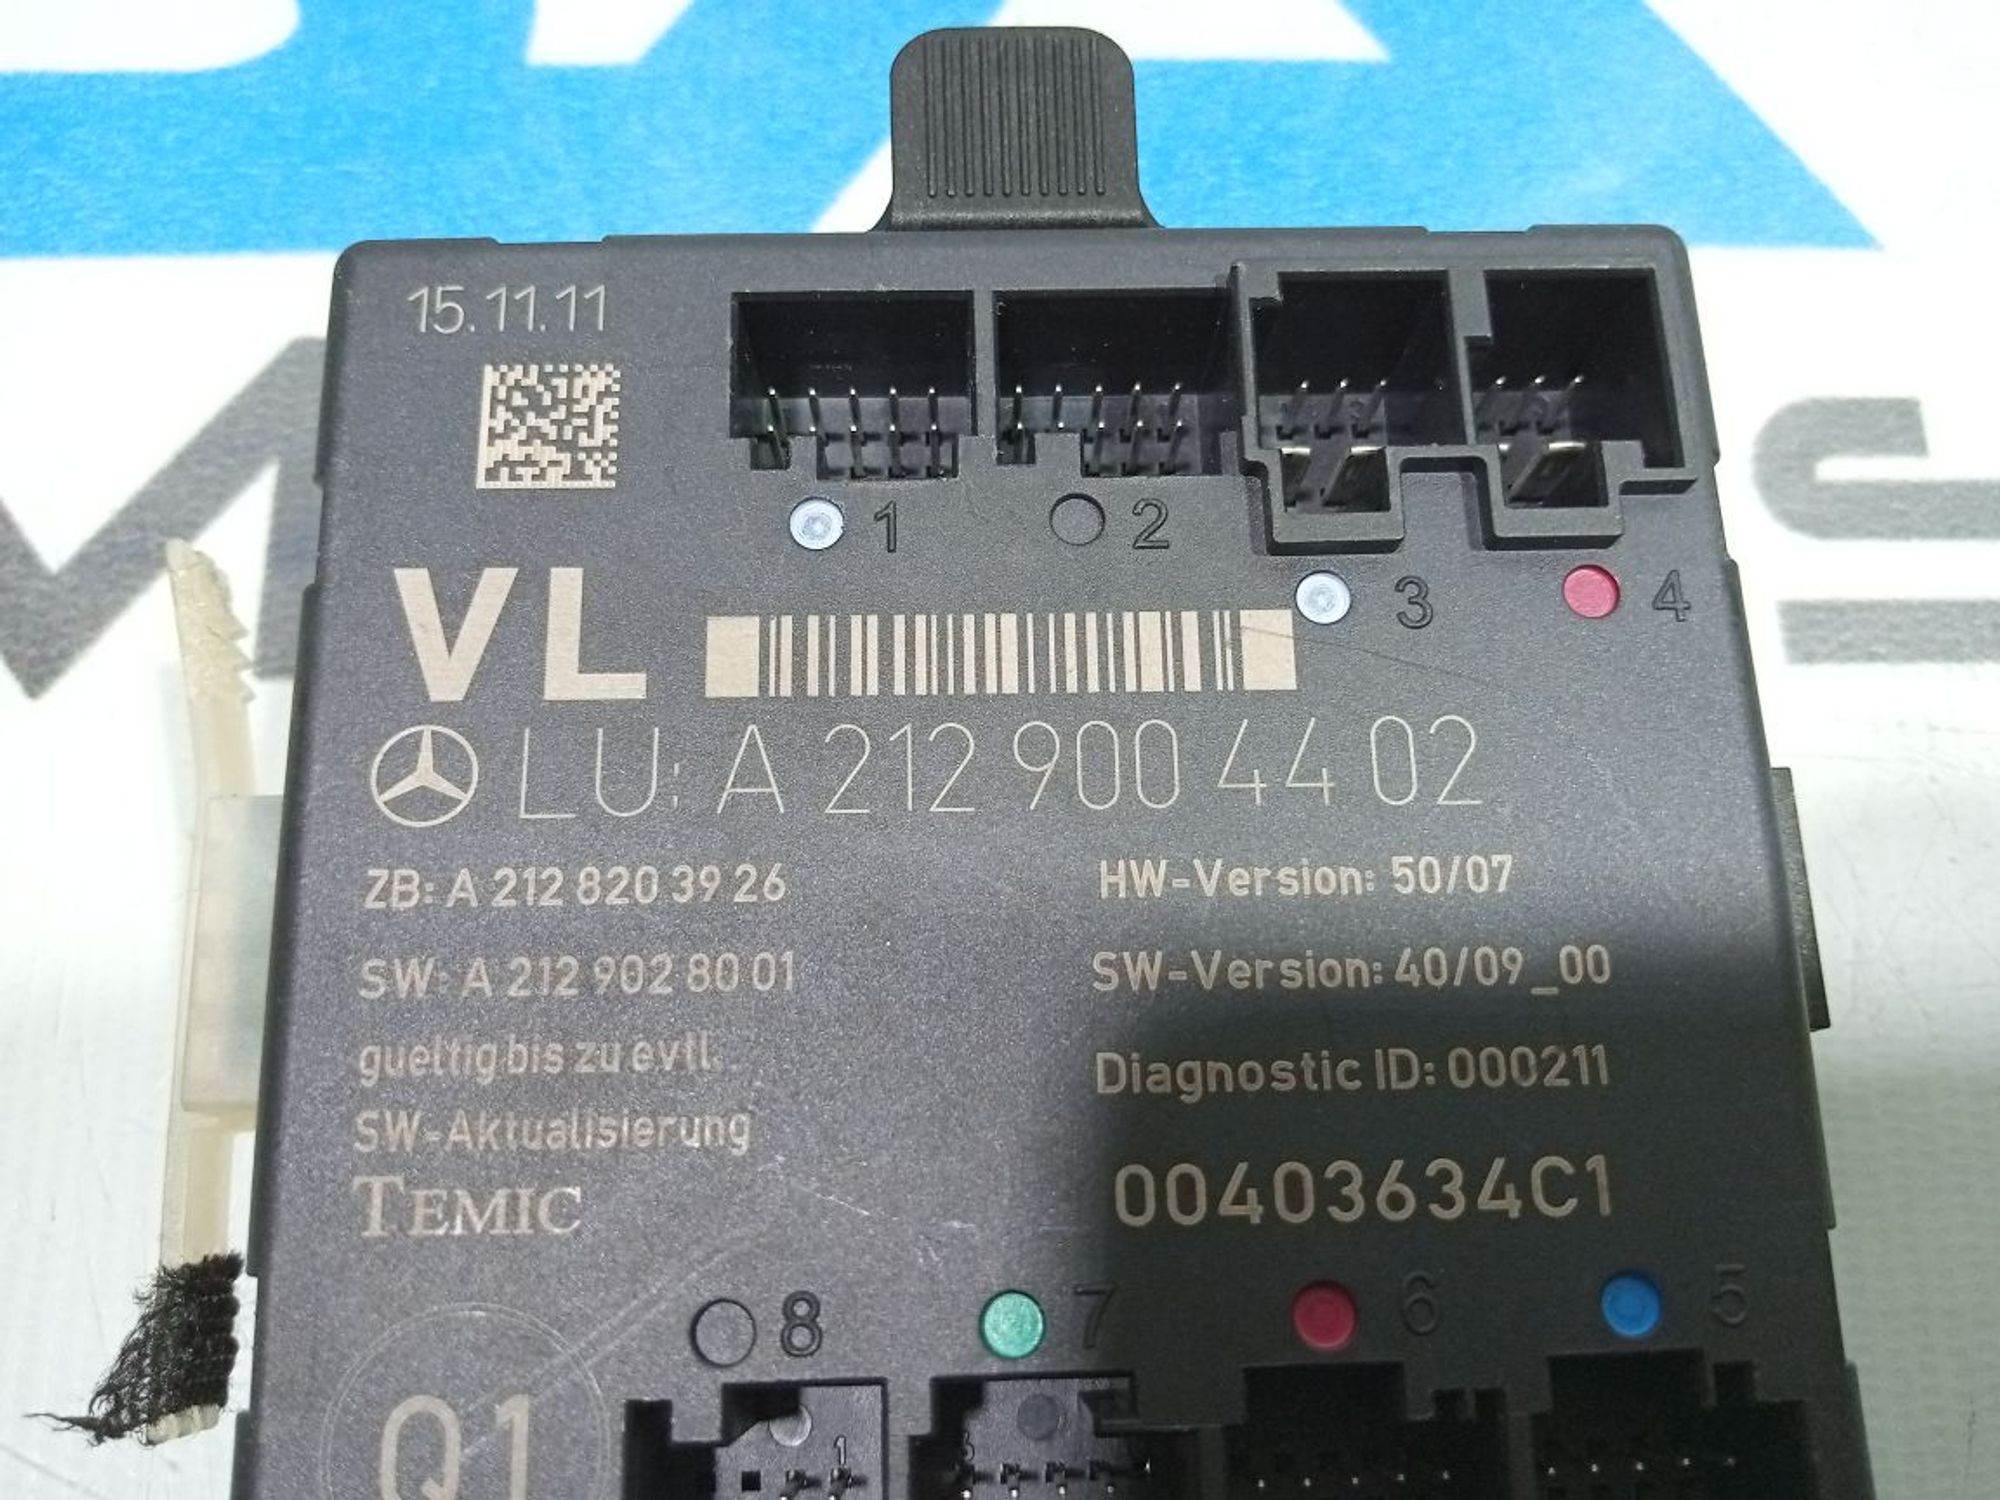 15.11.11
1
2
3
4
VL
LU: A 212 900 44 02
ZB: A 212 820 39 26
HW-Version: 50/07
SW: A 212 902 80 01
SW-Version: 40/09_00
gueltig bis zu evtl.
Diagnostic ID: 000211
SW-Aktualisierung
TEMIC
00403634C1
8
7
6
5
Q1
1